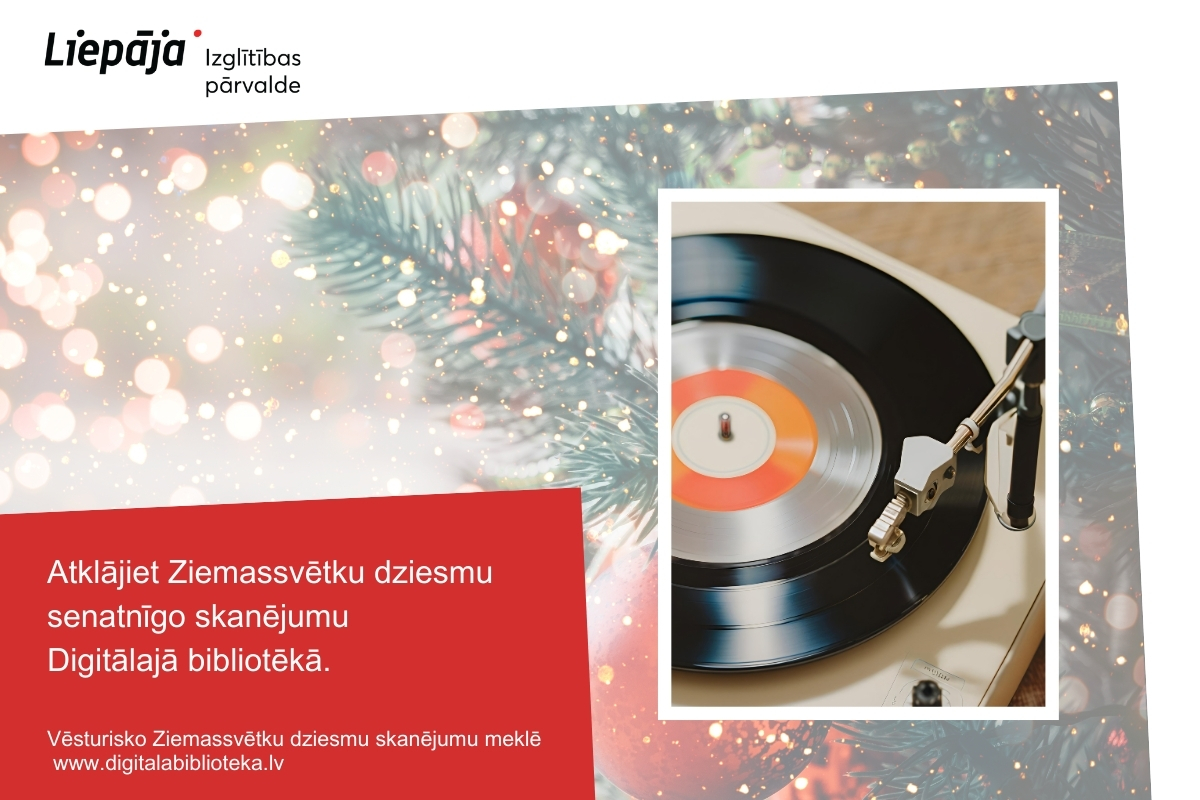 Liepāja
Izglītības
pārvalde
Atklājiet Ziemassvētku dziesmu
senatnīgo skanējumu
Digitālajā bibliotēkā.
Vēsturisko Ziemassvētku dziesmu skanējumu meklē
www.digitalabiblioteka.lv